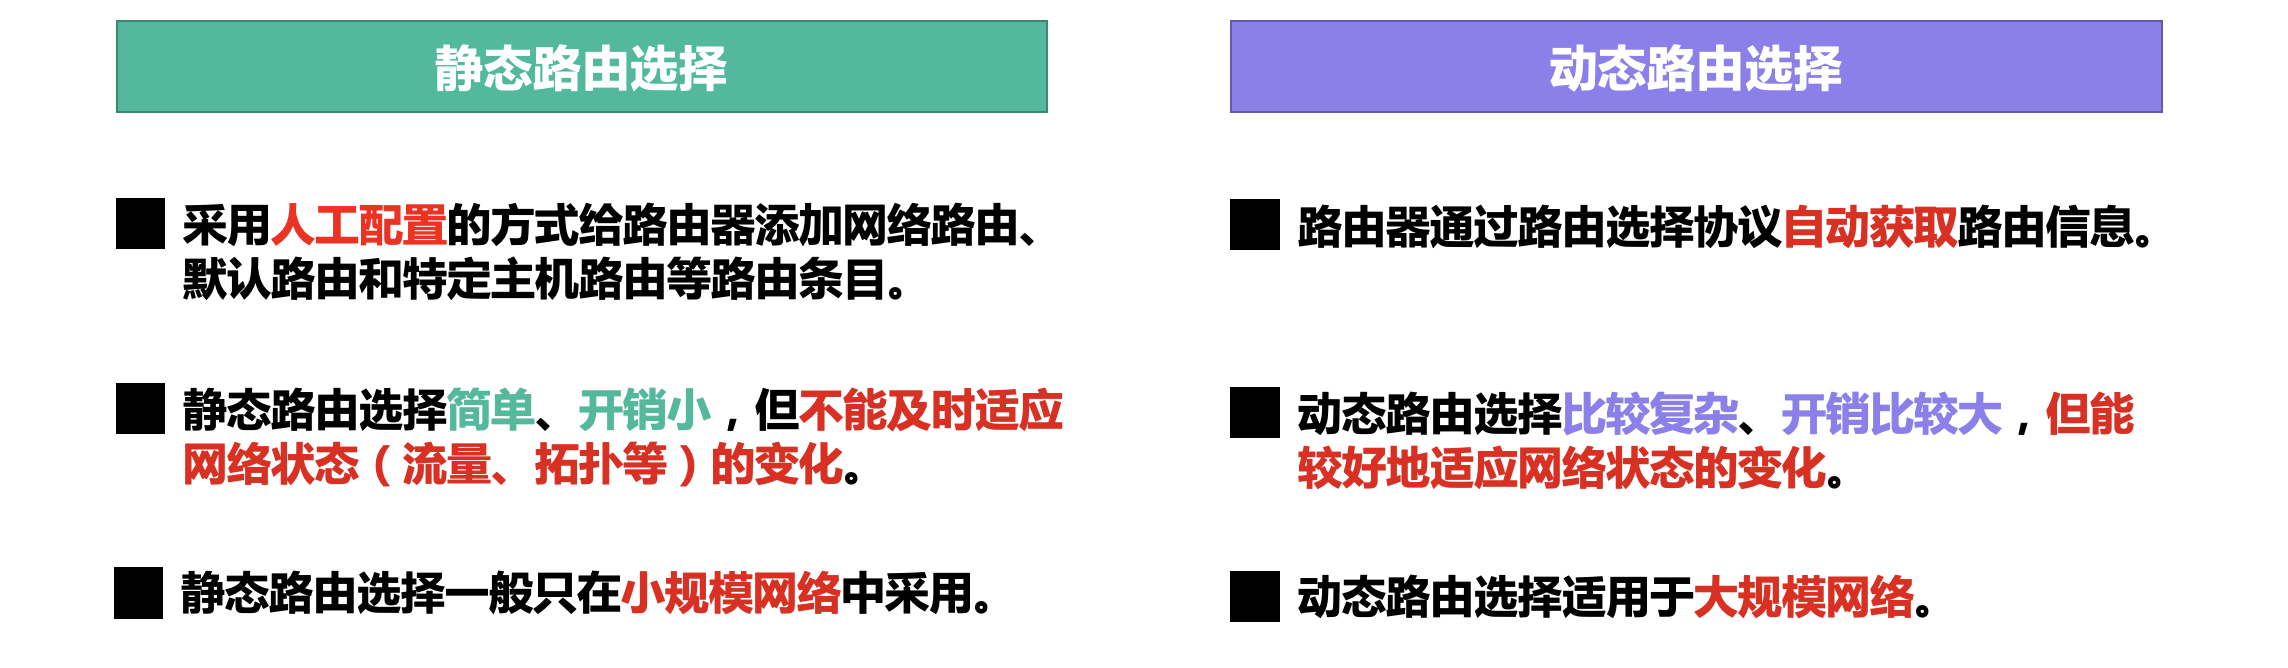 静态路由选择
采用人工配置的方式给路由器添加网络路由、
默认路由和特定主机路由等路由条目。
静态路由选择简单、开销小，但不能及时适应
网络状态（流量、拓扑等）的变化。
静态路由选择一般只在小规模网络中采用。
动态路由选择
路由器通过路由选择协议自动获取路由信息。
动态路由选择比较复杂、开销比较大，但能
较好地适应网络状态的变化。
动态路由选择适用于大规模网络。